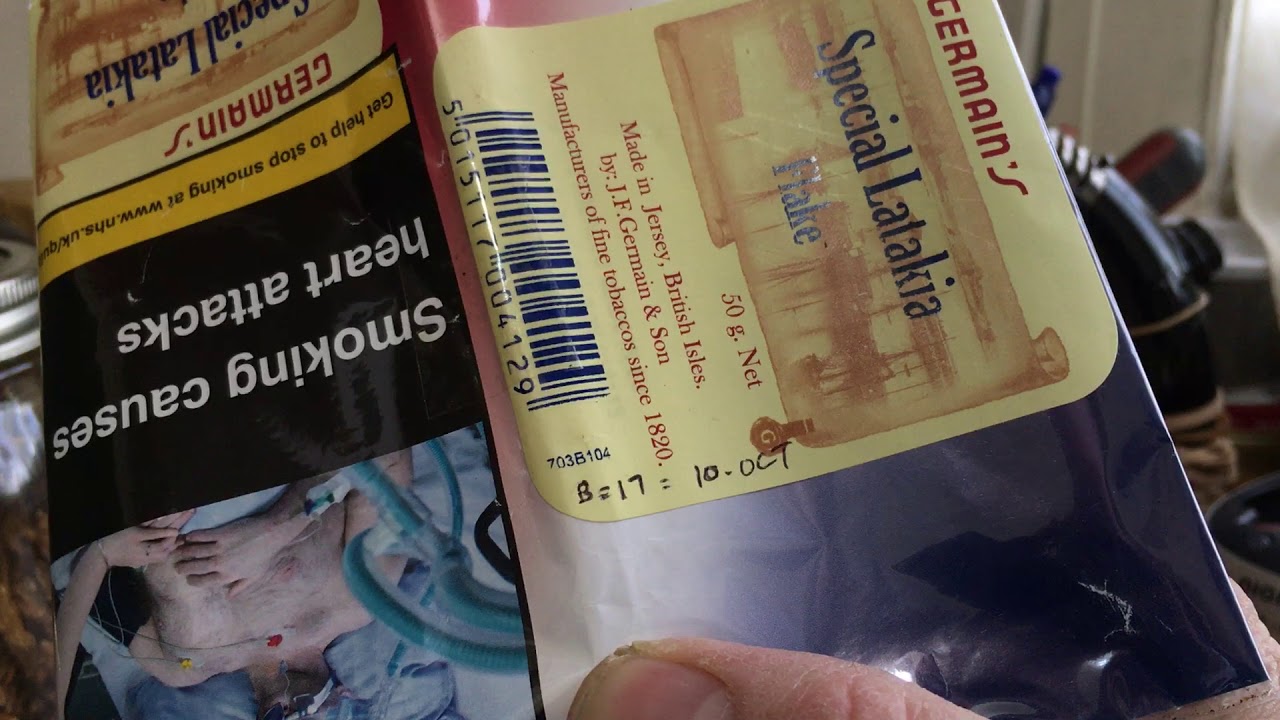 GERMAIN'S
Special Latakia
Flake
50 g. Net
Made in Jersey, British Isles.
by: J.F.Germain & Son
Manufacturers of fine tobaccos since 1820.
5 015117 004129
703B104
B=17 = 10-OCT
Smoking causes
heart attacks
Get help to stop smoking at www.nhs.uk/qui
GERMAIN'S
Special Latakia